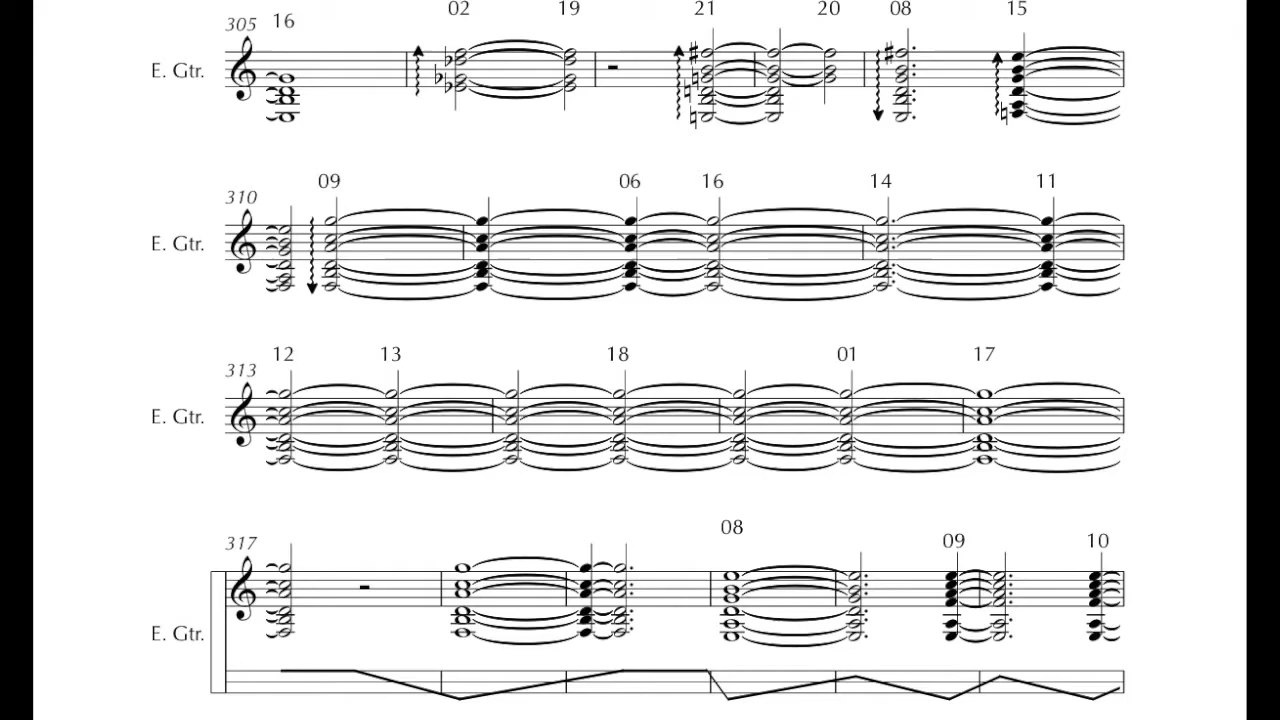 02 19 21 20 08 15
305 16
E. Gtr.
09 06 16 14 11
310
E. Gtr.
12 13 18 01 17
313
E. Gtr.
08
317 09 10
E. Gtr.